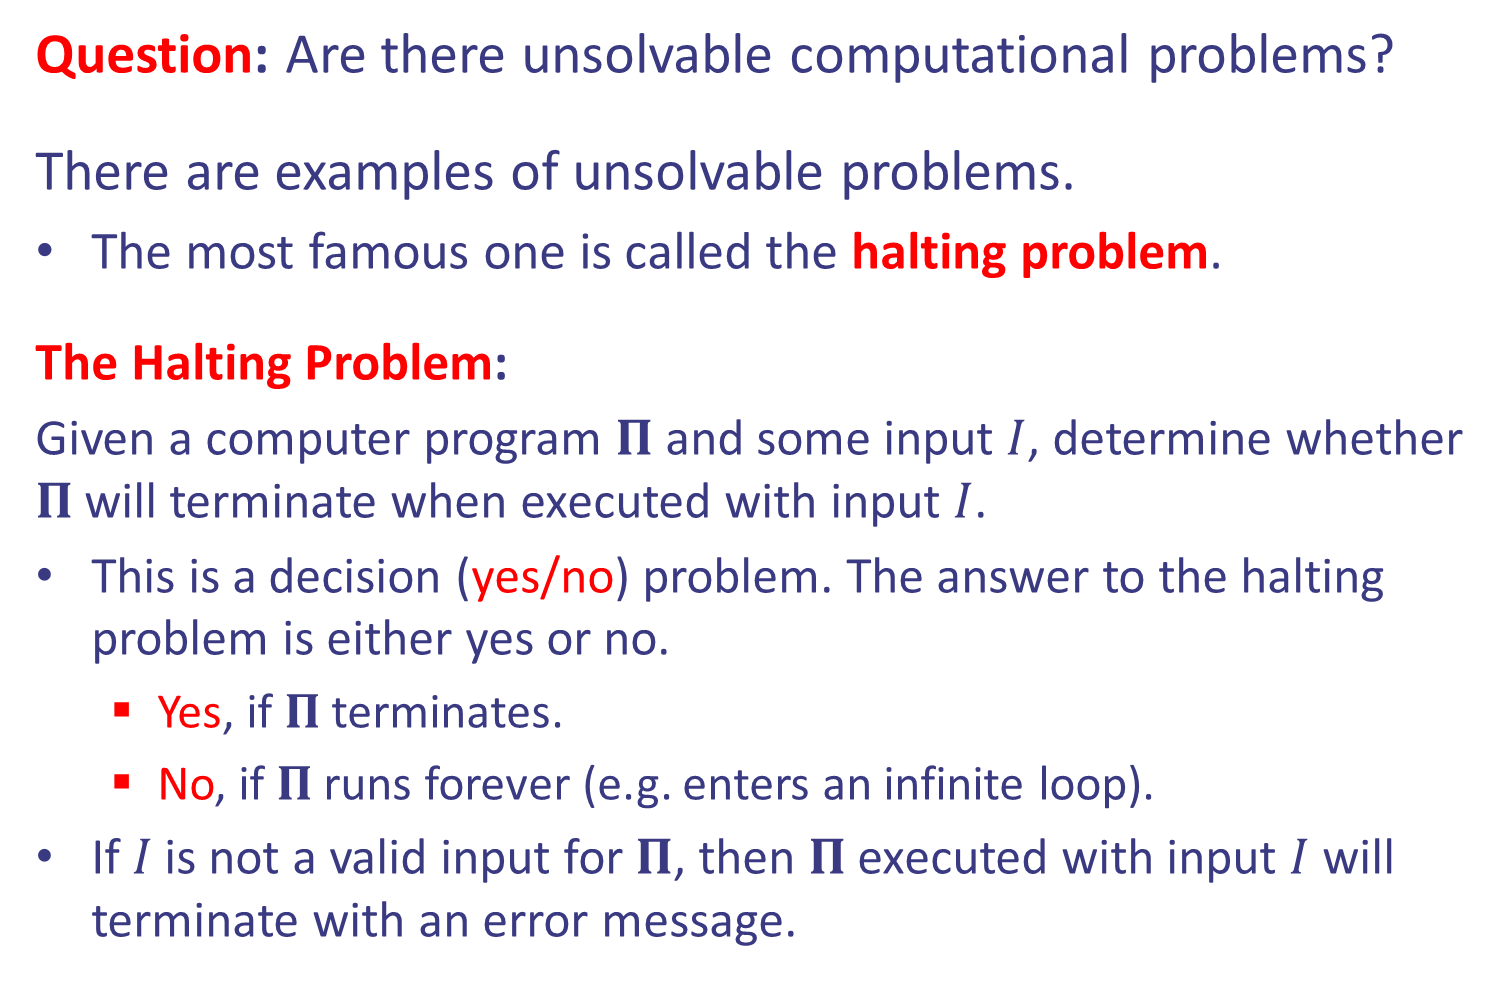 Question: Are there unsolvable computational problems?
There are examples of unsolvable problems.
• The most famous one is called the halting problem.
The Halting Problem:
Given a computer program Π and some input I, determine whether
Π will terminate when executed with input I.
• This is a decision (yes/no) problem. The answer to the halting
problem is either yes or no.
▪ Yes, if Π terminates.
▪ No, if Π runs forever (e.g. enters an infinite loop).
• If I is not a valid input for Π, then Π executed with input I will
terminate with an error message.